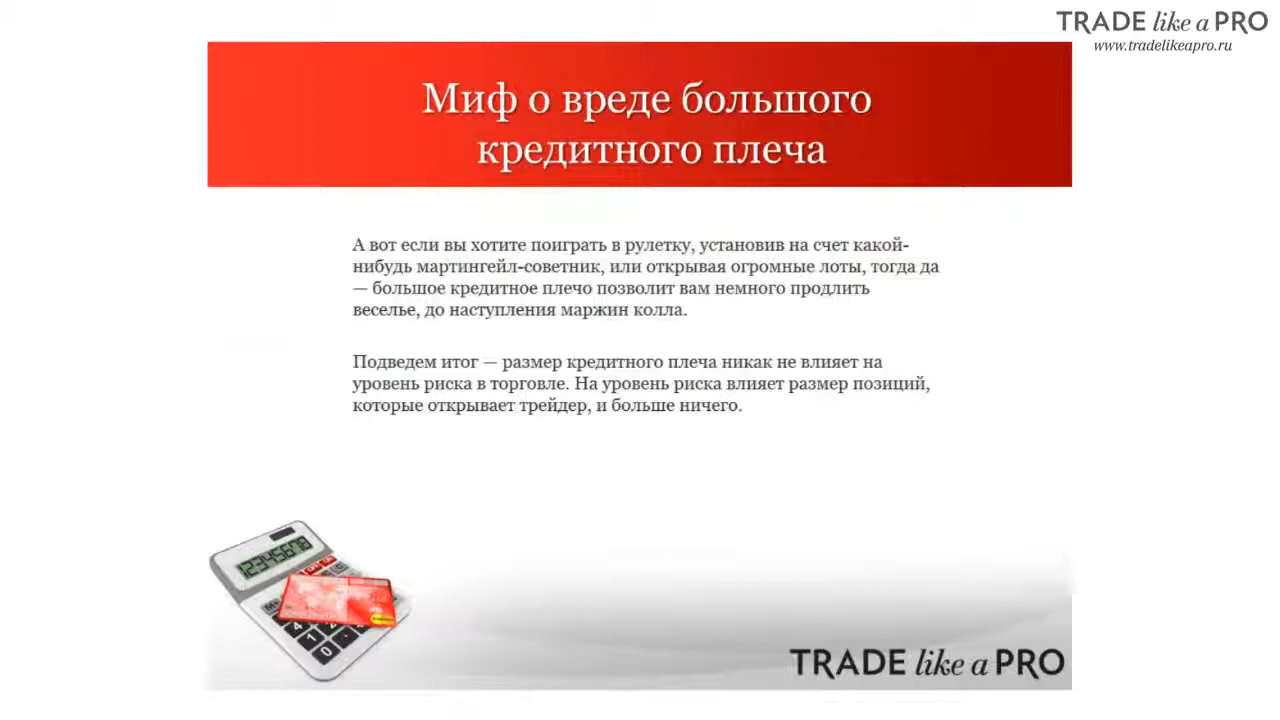 TRADE like a PRO
www.tradelikeapro.ru
Миф о вреде большого
кредитного плеча
А вот если вы хотите поиграть в рулетку, установив на счет какой-
нибудь мартингейл-советник, или открывая огромные лоты, тогда да
— большое кредитное плечо позволит вам немного продлить
веселье, до наступления маржин колла.
Подведем итог — размер кредитного плеча никак не влияет на
уровень риска в торговле. На уровень риска влияет размер позиций,
которые открывает трейдер, и больше ничего.
12345678
TRADE like a PRO